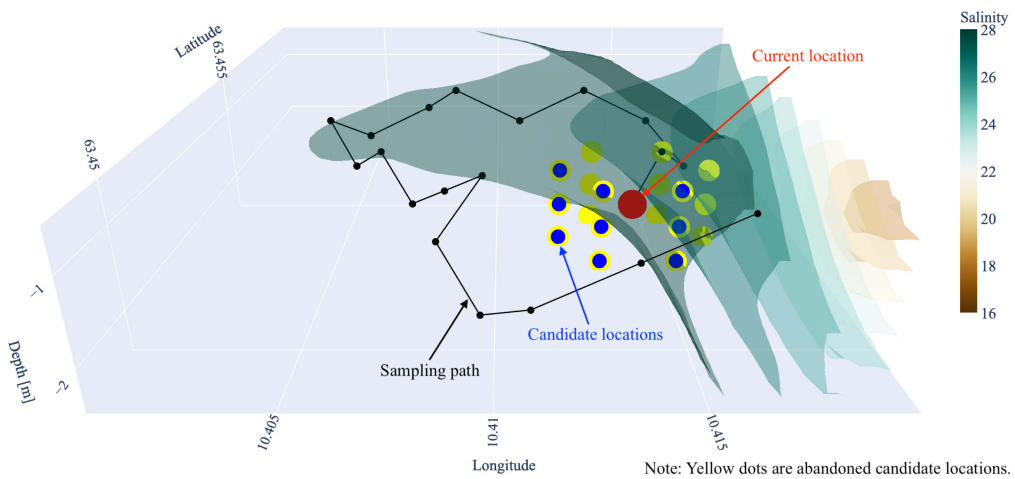 Salinity
28
26
24
22
20
18
16
Latitude
63.455
63.45
Current location
−1
−2
Depth [m]
Candidate locations
Sampling path
10.405
10.41
10.415
Longitude
Note: Yellow dots are abandoned candidate locations.